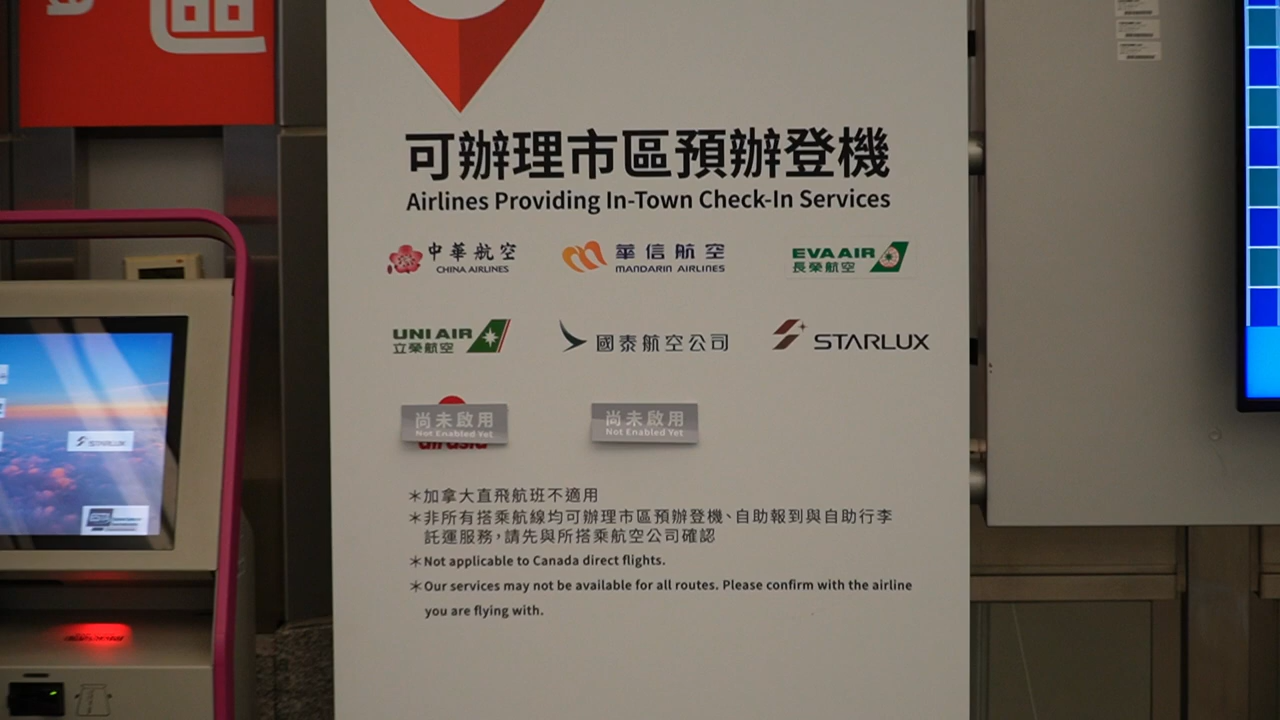 區
可辦理市區預辦登機
Airlines Providing In-Town Check-In Services
中華航空
CHINA AIRLINES
華信航空
MANDARIN AIRLINES
EVA AIR
長榮航空
UNI AIR
立榮航空
國泰航空公司
STARLUX
尚未啟用
Not Enabled Yet
尚未啟用
Not Enabled Yet
STARLUX
*加拿大直飛航班不適用
*非所有搭乘航線均可辦理市區預辦登機、自助報到與自助行李
託運服務,請先與所搭乘航空公司確認
*Not applicable to Canada direct flights.
*Our services may not be available for all routes. Please confirm with the airline
you are flying with.